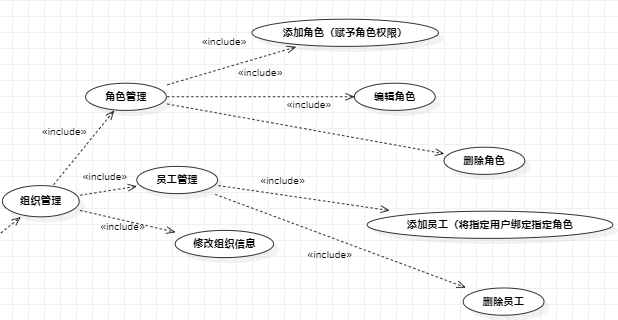 添加角色（赋予角色权限）
«include»
«include»
角色管理
编辑角色
«include»
«include»
删除角色
«include»
员工管理
«include»
组织管理
添加员工（将指定用户绑定指定角色
«include»
修改组织信息
«include»
删除员工